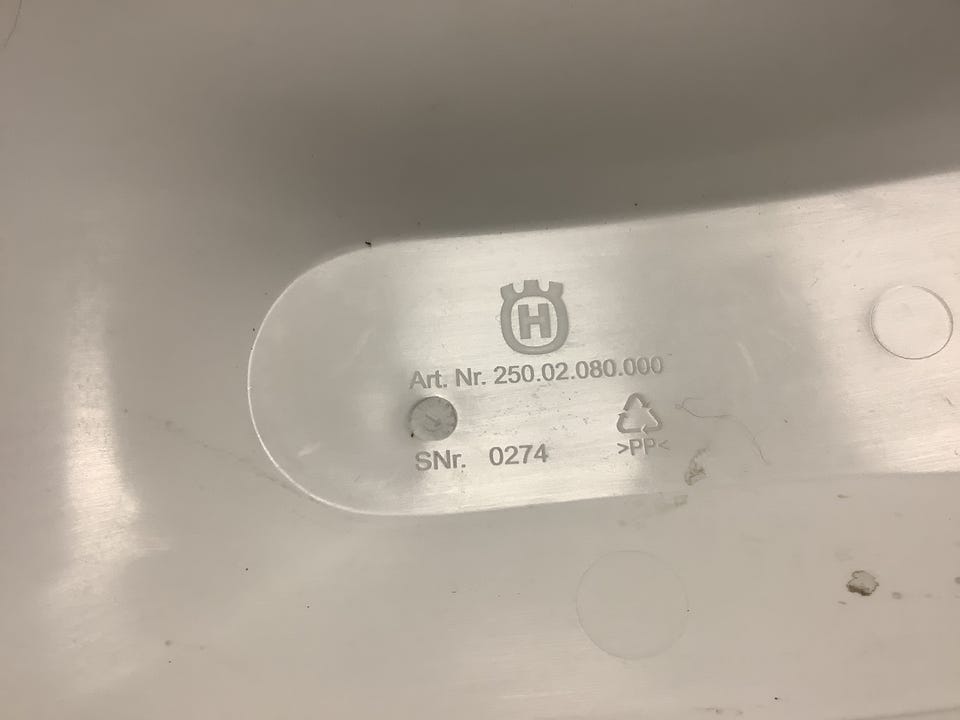 H
Art. Nr. 250.02.080.000
SNr. 0274
>PP<